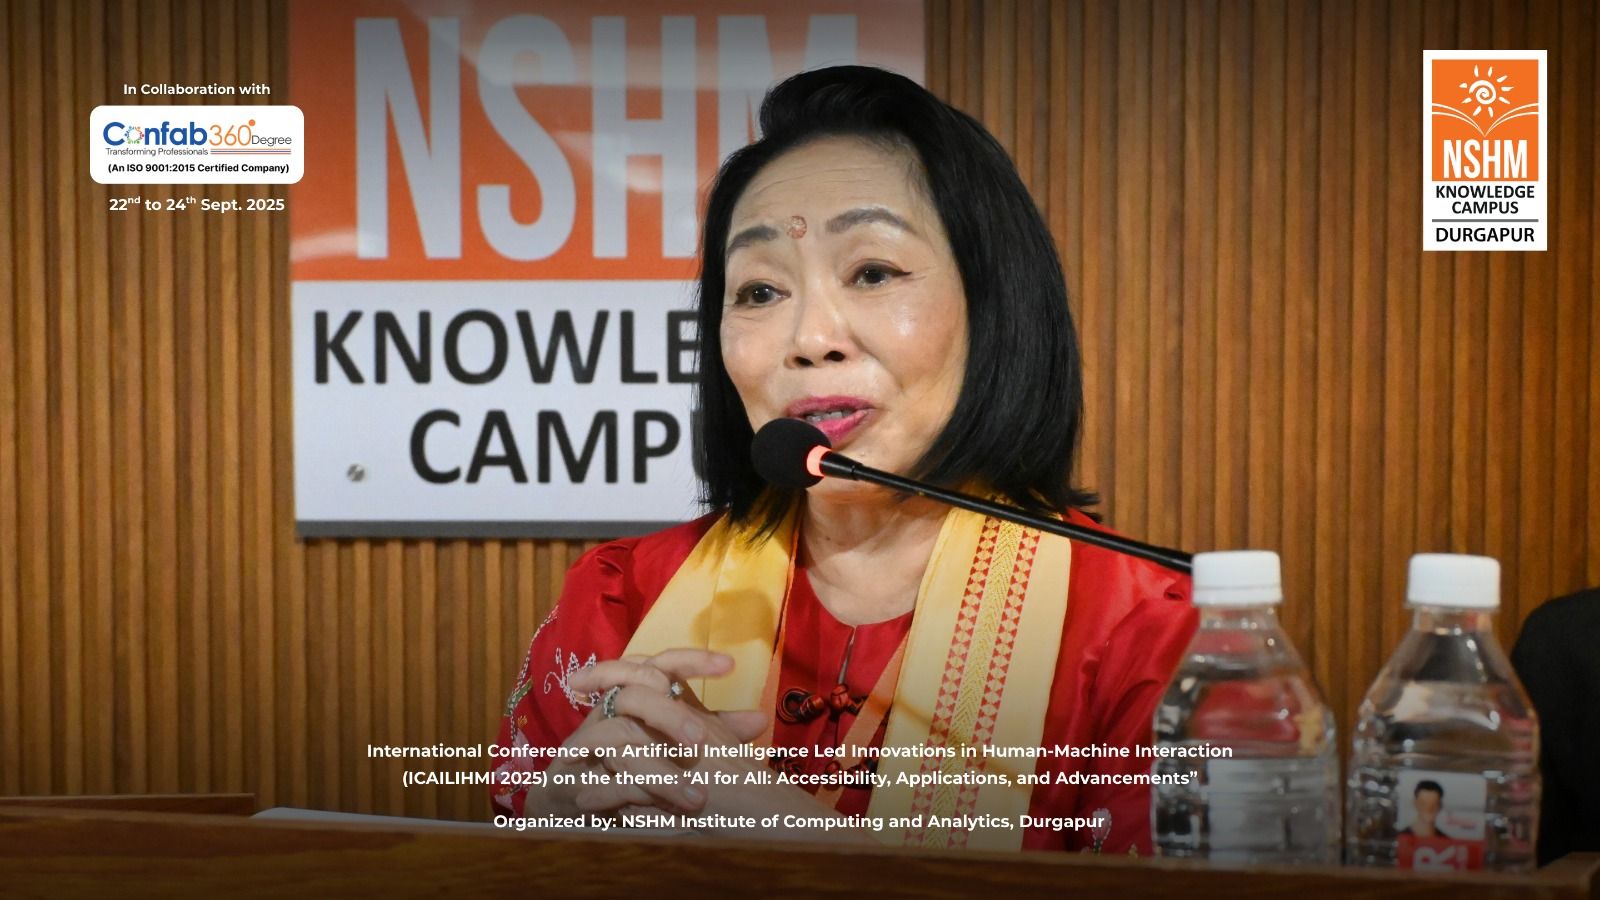 In Collaboration with
Confab360°Degree
Transforming Professionals
(An ISO 9001:2015 Certified Company)
22nd to 24th Sept. 2025
NSHM
KNOWLEDGE
CAMPUS
DURGAPUR
NSHM
KNOWLE
CAMP
International Conference on Artificial Intelligence Led Innovations in Human-Machine Interaction
(ICAILIHMI 2025) on the theme: “AI for All: Accessibility, Applications, and Advancements”
Organized by: NSHM Institute of Computing and Analytics, Durgapur